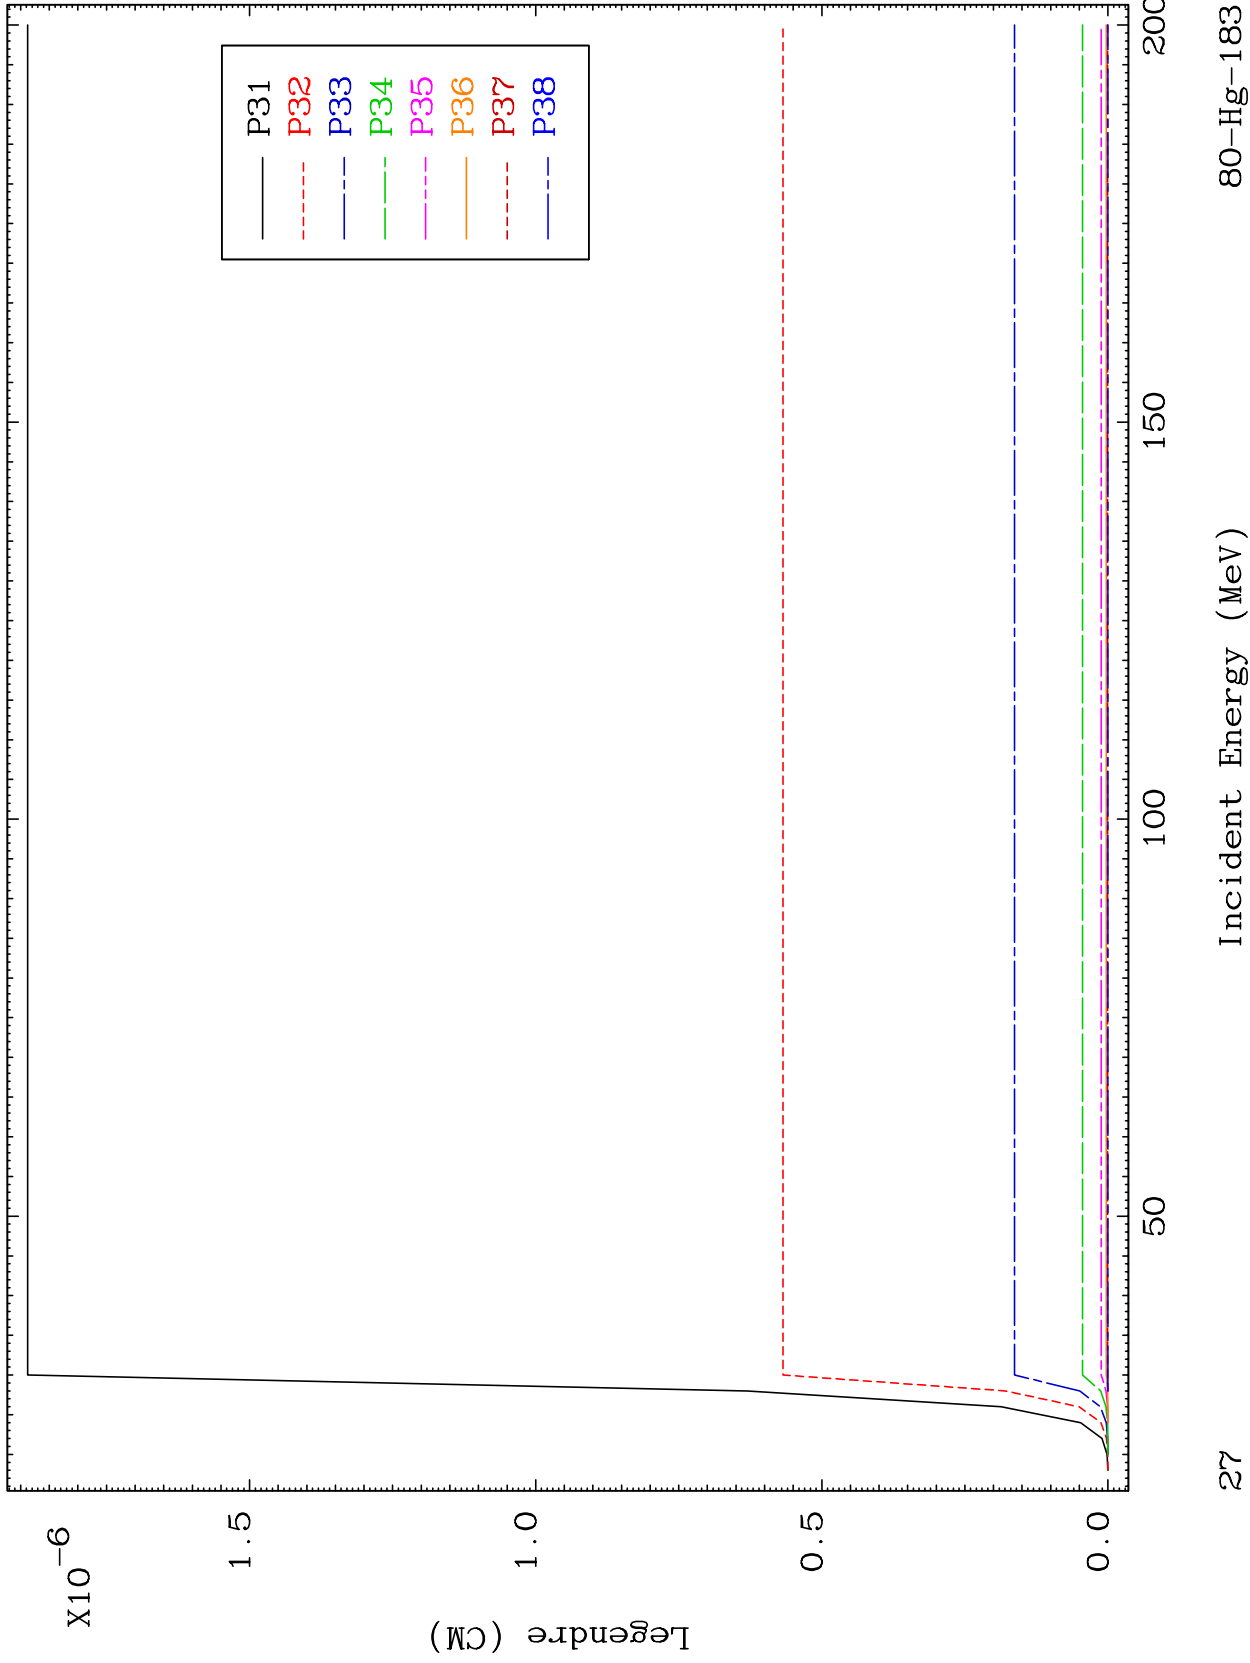 X10-6
1.5
1.0
0.5
0.0
Legendre (CM)
P31
P32
P33
P34
P35
P36
P37
P38
50
100
150
200
27
Incident Energy (MeV)
80-Hg-183